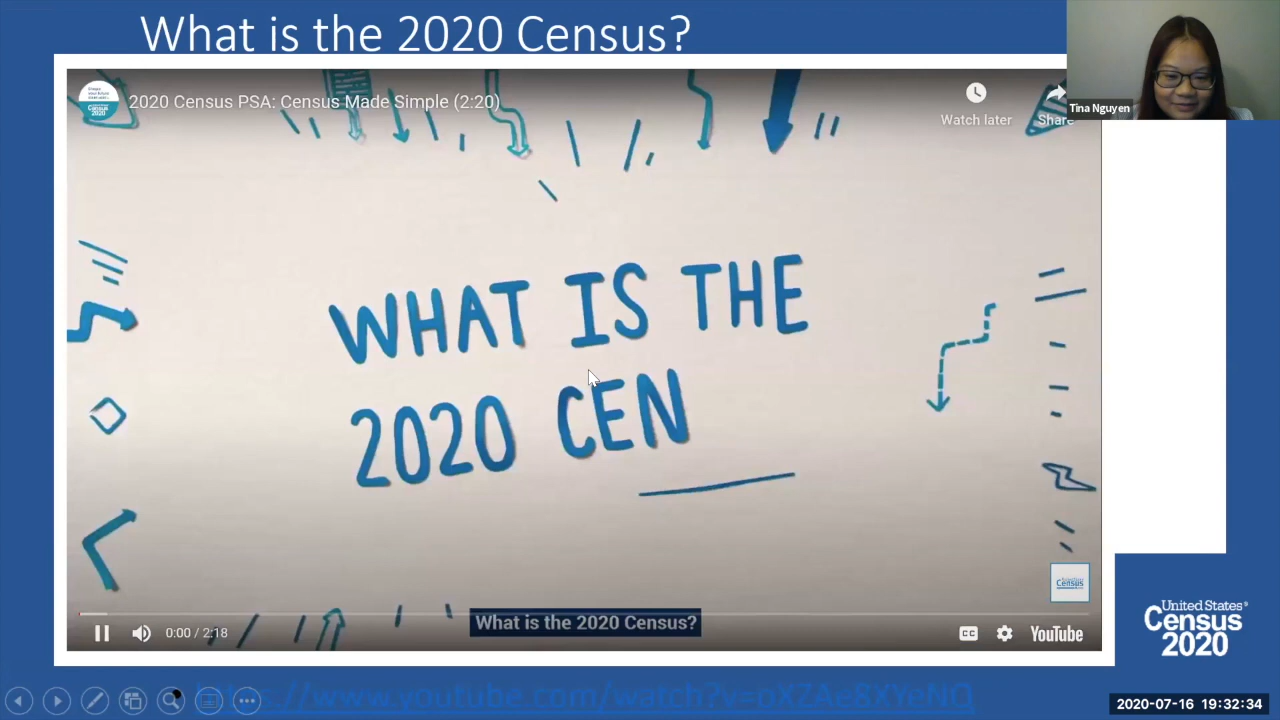 What is the 2020 Census?
Tina Nguyen
2020 Census PSA: Census Made Simple (2:20)
Watch later
Share
WHAT IS THE
2020 CEN
What is the 2020 Census?
0:00 / 2:18
CC
YouTube
Census
United States®
Census
2020
2020-07-16 19:32:34